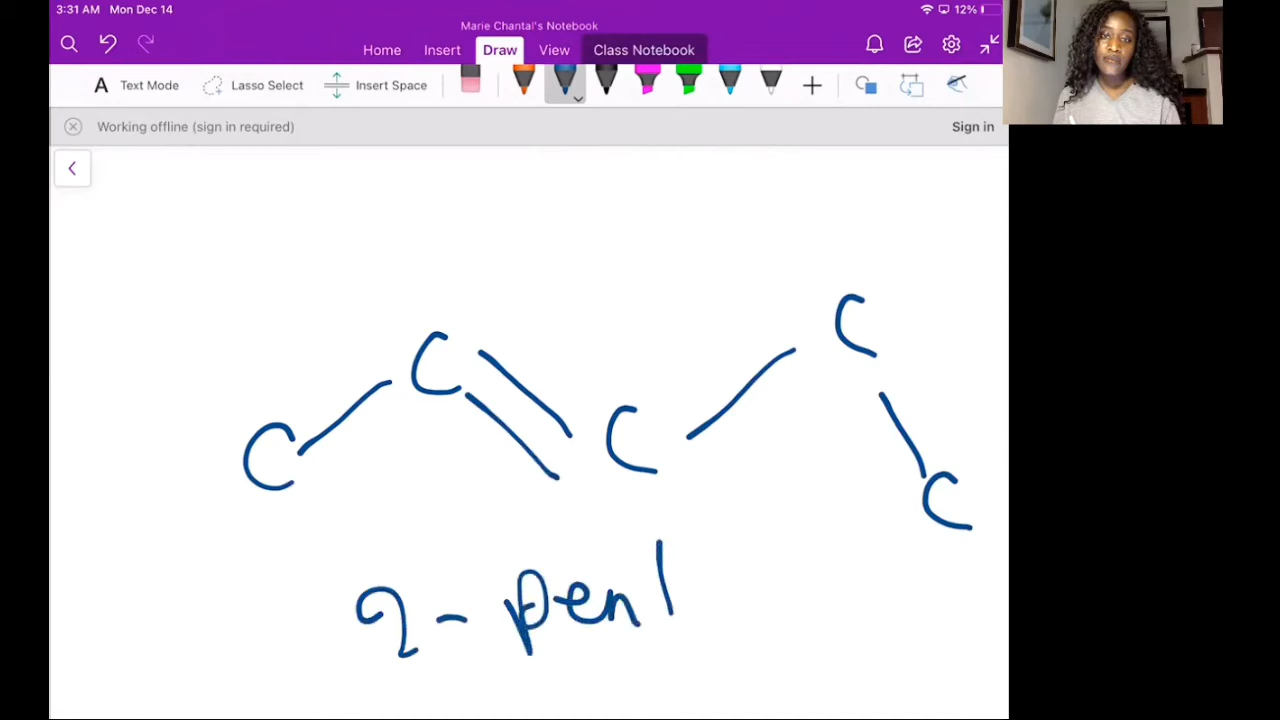 3:31 AM Mon Dec 14
12%
Marie Chantal's Notebook
Home Insert Draw View Class Notebook
A Text Mode Lasso Select Insert Space
Working offline (sign in required) Sign in
C
C
C
C
C
2 - pen